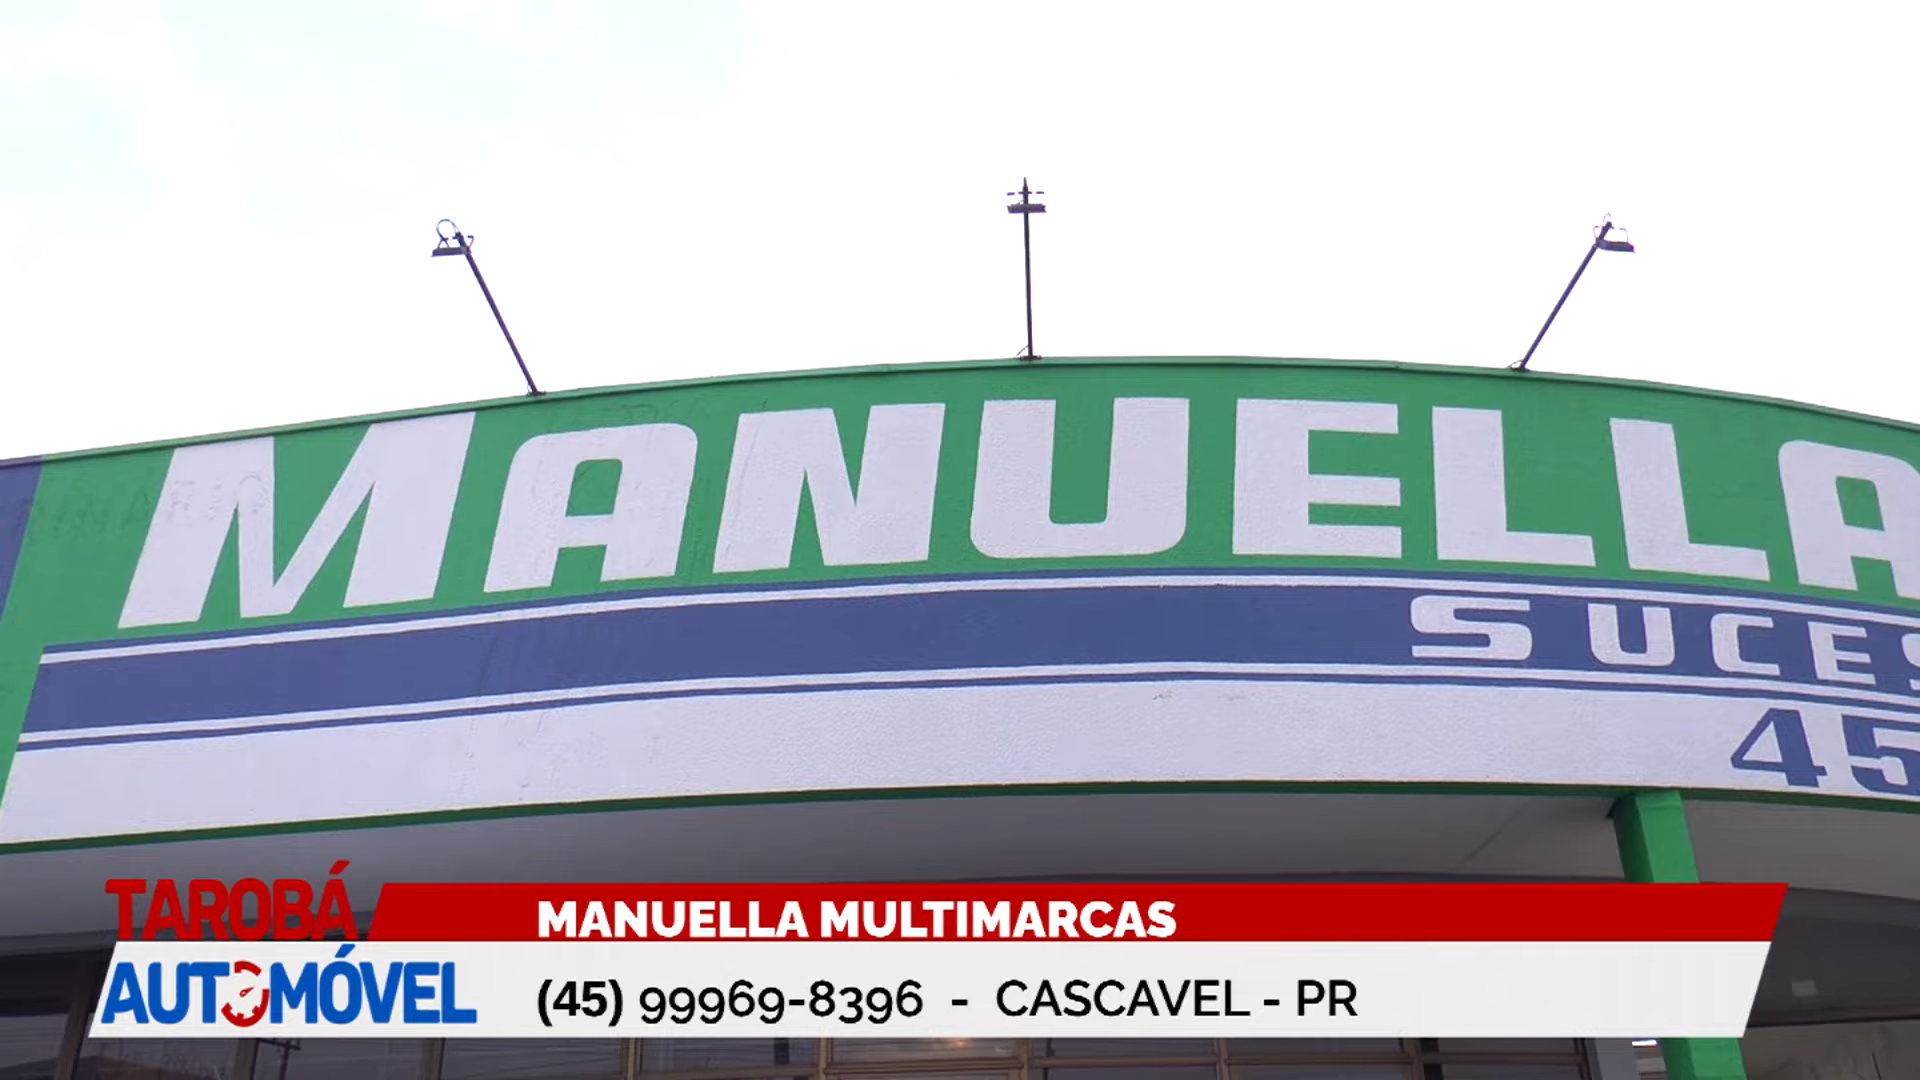 MANUELLA
SUCES
45
TAROBÁ
AUTOMÓVEL
MANUELLA MULTIMARCAS
(45) 99969-8396 - CASCAVEL - PR